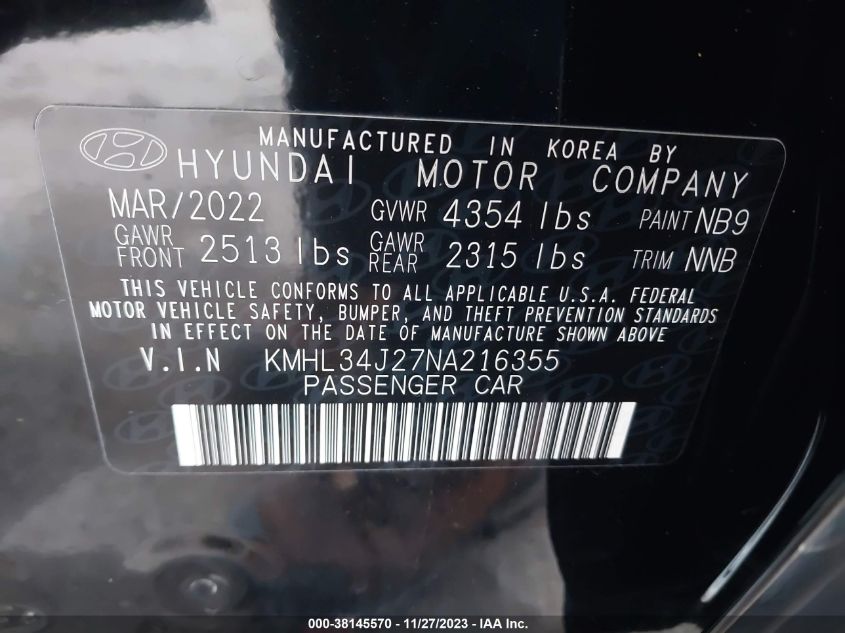 MANUFACTURED IN KOREA BY
HYUNDAI MOTOR COMPANY
MAR/2022 GVWR 4354 lbs PAINT NB9
GAWR FRONT 2513 lbs GAWR REAR 2315 lbs TRIM NNB
THIS VEHICLE CONFORMS TO ALL APPLICABLE U.S.A. FEDERAL
MOTOR VEHICLE SAFETY, BUMPER, AND THEFT PREVENTION STANDARDS
IN EFFECT ON THE DATE OF MANUFACTURE SHOWN ABOVE
V.I.N KMHL34J27NA216355
PASSENGER CAR
000-38145570 - 11/27/2023 - IAA Inc.